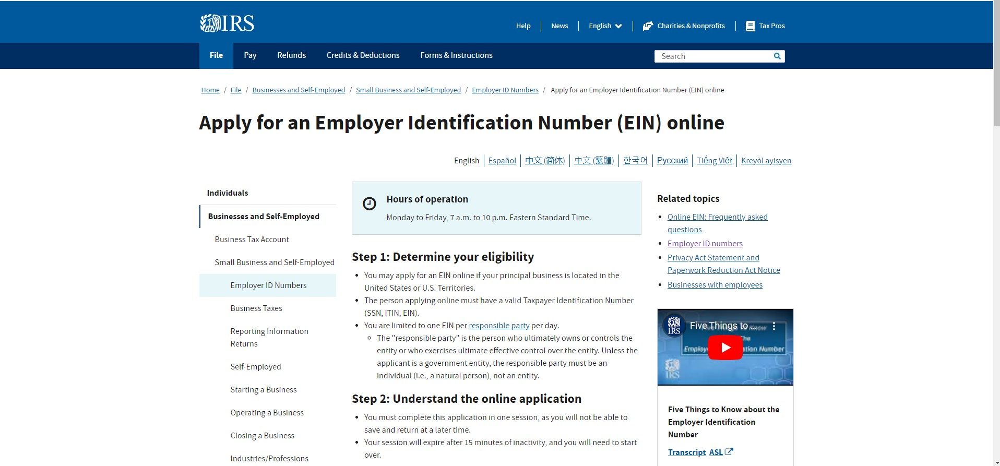 IRS
Help
News
English
Charities & Nonprofits
Tax Pros
File
Pay
Refunds
Credits & Deductions
Forms & Instructions
Search
Home / File / Businesses and Self-Employed / Small Business and Self-Employed / Employer ID Numbers / Apply for an Employer Identification Number (EIN) online
Apply for an Employer Identification Number (EIN) online
English
Español
中文 (简体)
中文 (繁體)
한국어
Русский
Tiếng Việt
Kreyòl ayisyen
Individuals
Businesses and Self-Employed
Business Tax Account
Small Business and Self-Employed
Employer ID Numbers
Business Taxes
Reporting Information
Returns
Self-Employed
Starting a Business
Operating a Business
Closing a Business
Industries/Professions
Hours of operation
Monday to Friday, 7 a.m. to 10 p.m. Eastern Standard Time.
Step 1: Determine your eligibility
You may apply for an EIN online if your principal business is located in the
United States or U.S. Territories.
The person applying online must have a valid Taxpayer Identification Number
(SSN, ITIN, EIN).
You are limited to one EIN per responsible party per day.
The "responsible party" is the person who ultimately owns or controls the
entity or who exercises ultimate effective control over the entity. Unless the
applicant is a government entity, the responsible party must be an
individual (i.e., a natural person), not an entity.
Step 2: Understand the online application
You must complete this application in one session, as you will not be able to
save and return at a later time.
Your session will expire after 15 minutes of inactivity, and you will need to start
over.
Related topics
Online EIN: Frequently asked
questions
Employer ID numbers
Privacy Act Statement and
Paperwork Reduction Act Notice
Businesses with employees
IRS
Five Things to ...
Number
IRS
Five Things to Know about the
Employer Identification
Number
Transcript ASL